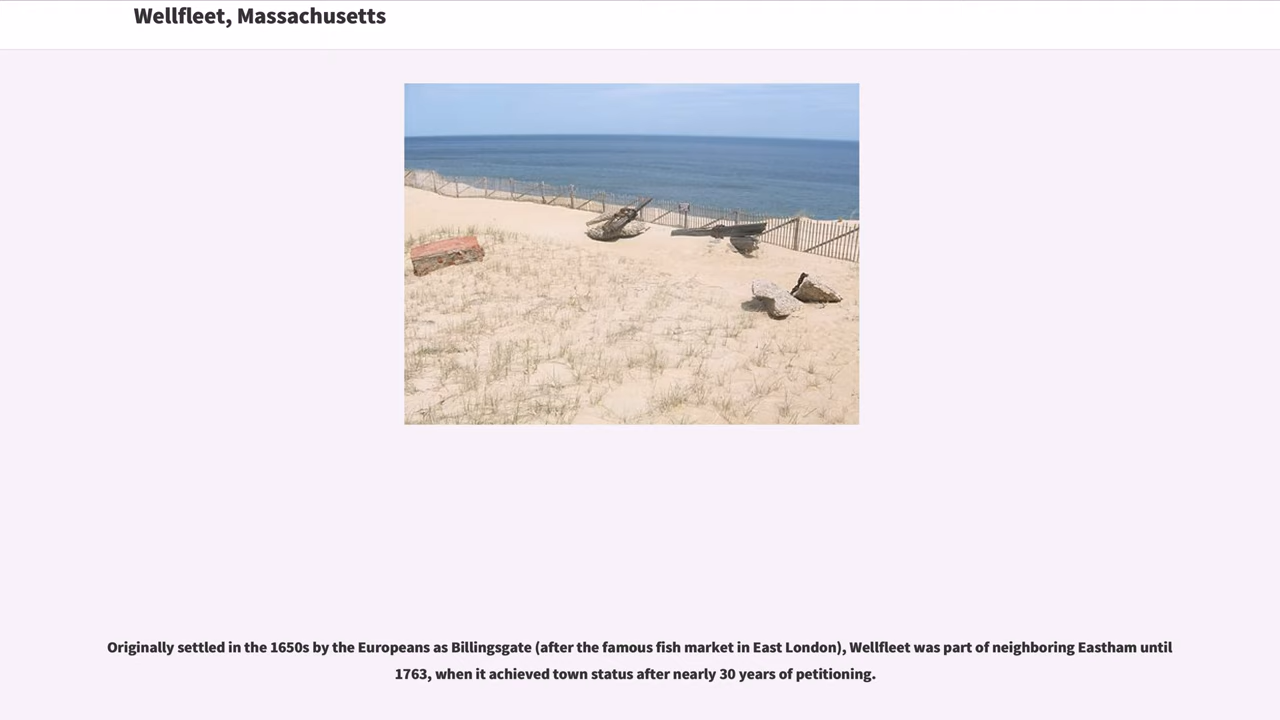 Wellfleet, Massachusetts
Originally settled in the 1650s by the Europeans as Billingsgate (after the famous fish market in East London), Wellfleet was part of neighboring Eastham until
1763, when it achieved town status after nearly 30 years of petitioning.